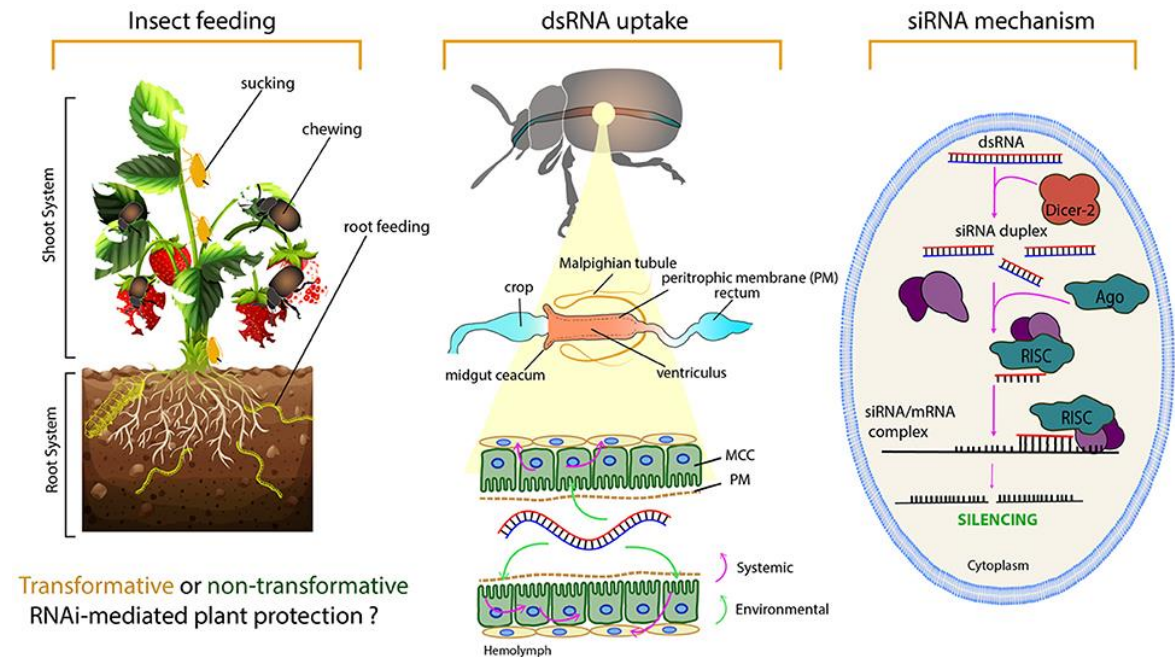 Insect feeding
sucking
chewing
root feeding
Shoot System
Root System
Transformative or non-transformative
RNAi-mediated plant protection ?
dsRNA uptake
Malpighian tubule
peritrophic membrane (PM)
crop
rectum
midgut ceacum
ventriculus
MCC
PM
Systemic
Environmental
Hemolymph
siRNA mechanism
dsRNA
Dicer-2
siRNA duplex
Ago
RISC
siRNA/mRNA
complex
RISC
SILENCING
Cytoplasm